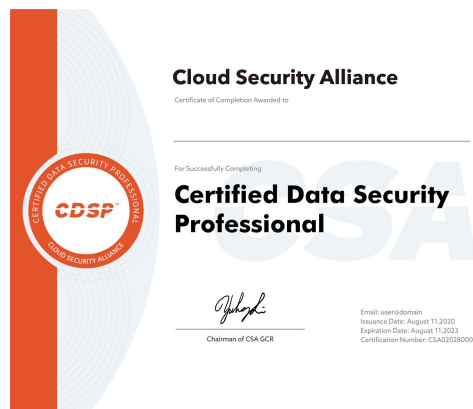 Cloud Security Alliance
Certificate of Completion Awarded to
For Successfully Completing
CSA
Certified Data Security
Professional
CERTIFIED DATA SECURITY PROFESSIONAL
CDSP™
CLOUD SECURITY ALLIANCE
Chairman of CSA GCR
Email: user@domain
Issuance Date: August 11,2020
Expiration Date: August 11,2023
Certification Number: CSA02028000